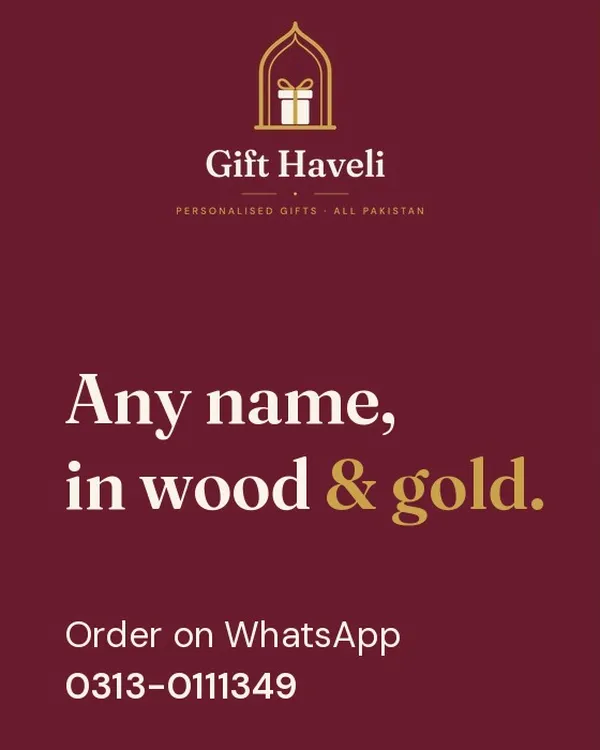 Gift Haveli
PERSONALISED GIFTS · ALL PAKISTAN
Any name,
in wood & gold.
Order on WhatsApp
0313-0111349